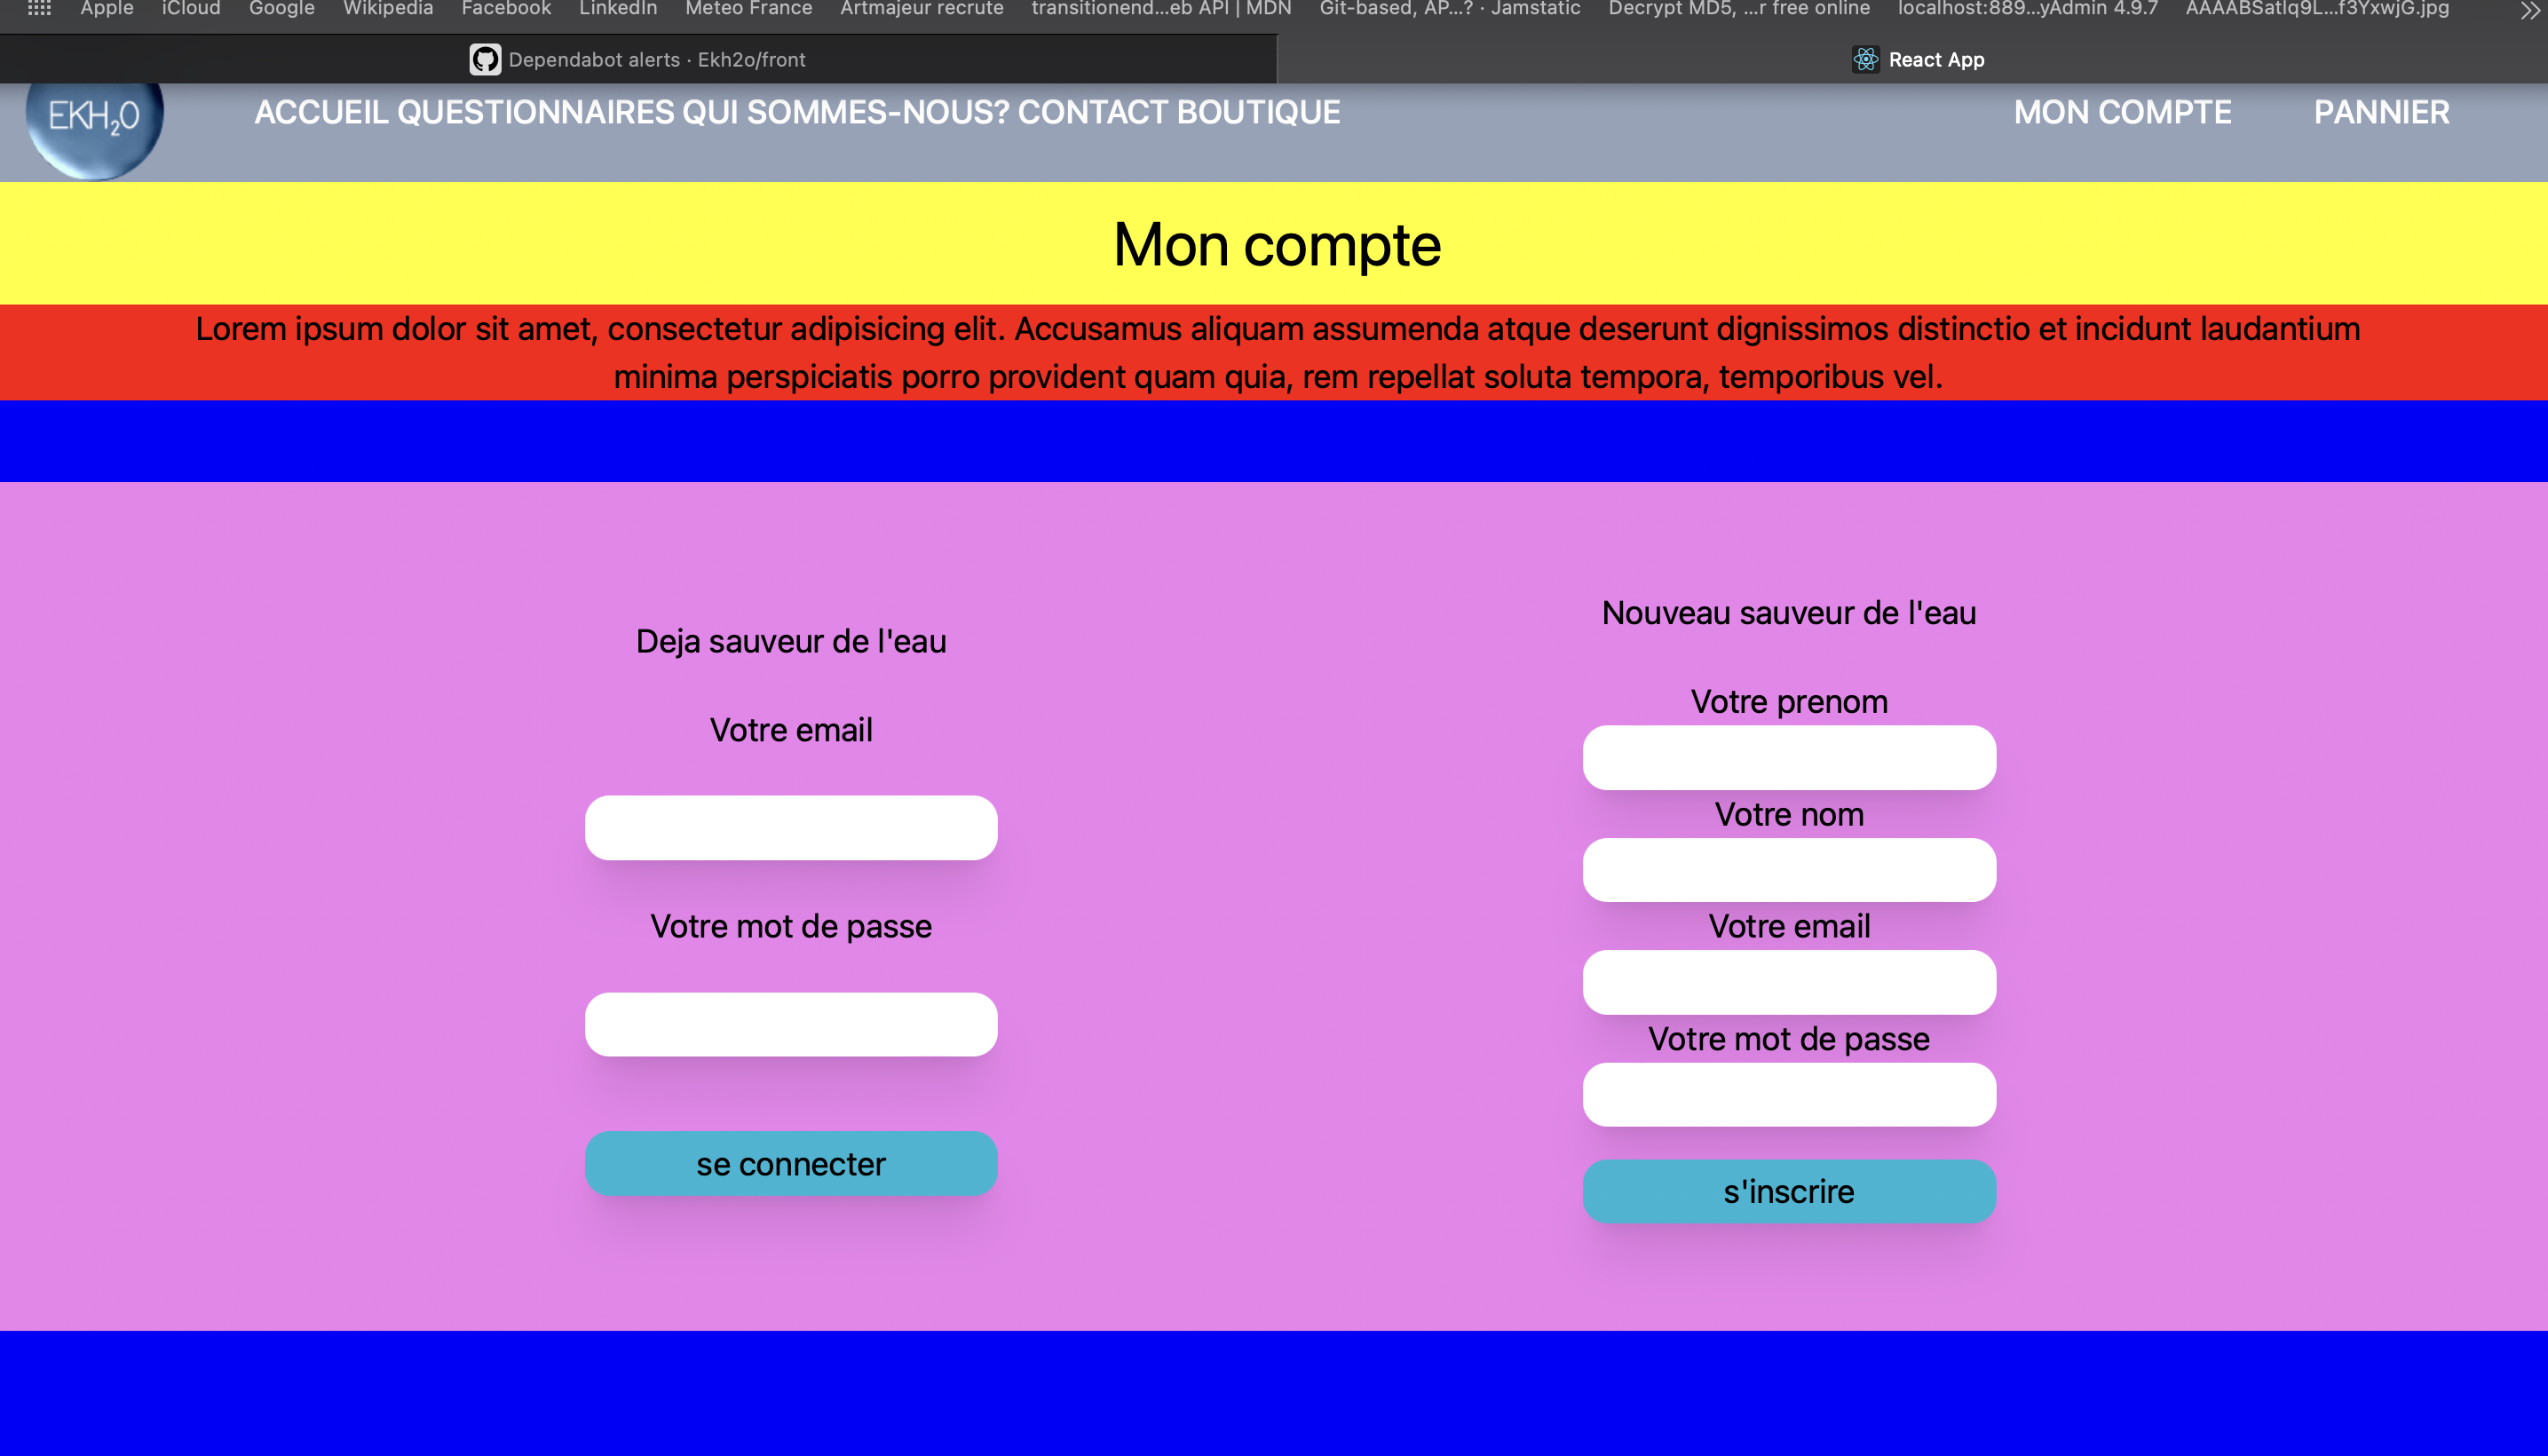 Apple iCloud Google Wikipedia Facebook LinkedIn Meteo France Artmajeur recrute transitionend...eb API | MDN Git-based, AP...? · Jamstatic Decrypt MD5, ...r free online localhost:889...yAdmin 4.9.7 AAAABSatIq9L...f3YxwjG.jpg
Dependabot alerts · Ekh2o/front React App
EKH₂O ACCUEIL QUESTIONNAIRES QUI SOMMES-NOUS? CONTACT BOUTIQUE MON COMPTE PANNIER
Mon compte
Lorem ipsum dolor sit amet, consectetur adipisicing elit. Accusamus aliquam assumenda atque deserunt dignissimos distinctio et incidunt laudantium
minima perspiciatis porro provident quam quia, rem repellat soluta tempora, temporibus vel.
Deja sauveur de l'eau
Votre email
Votre mot de passe
se connecter
Nouveau sauveur de l'eau
Votre prenom
Votre nom
Votre email
Votre mot de passe
s'inscrire